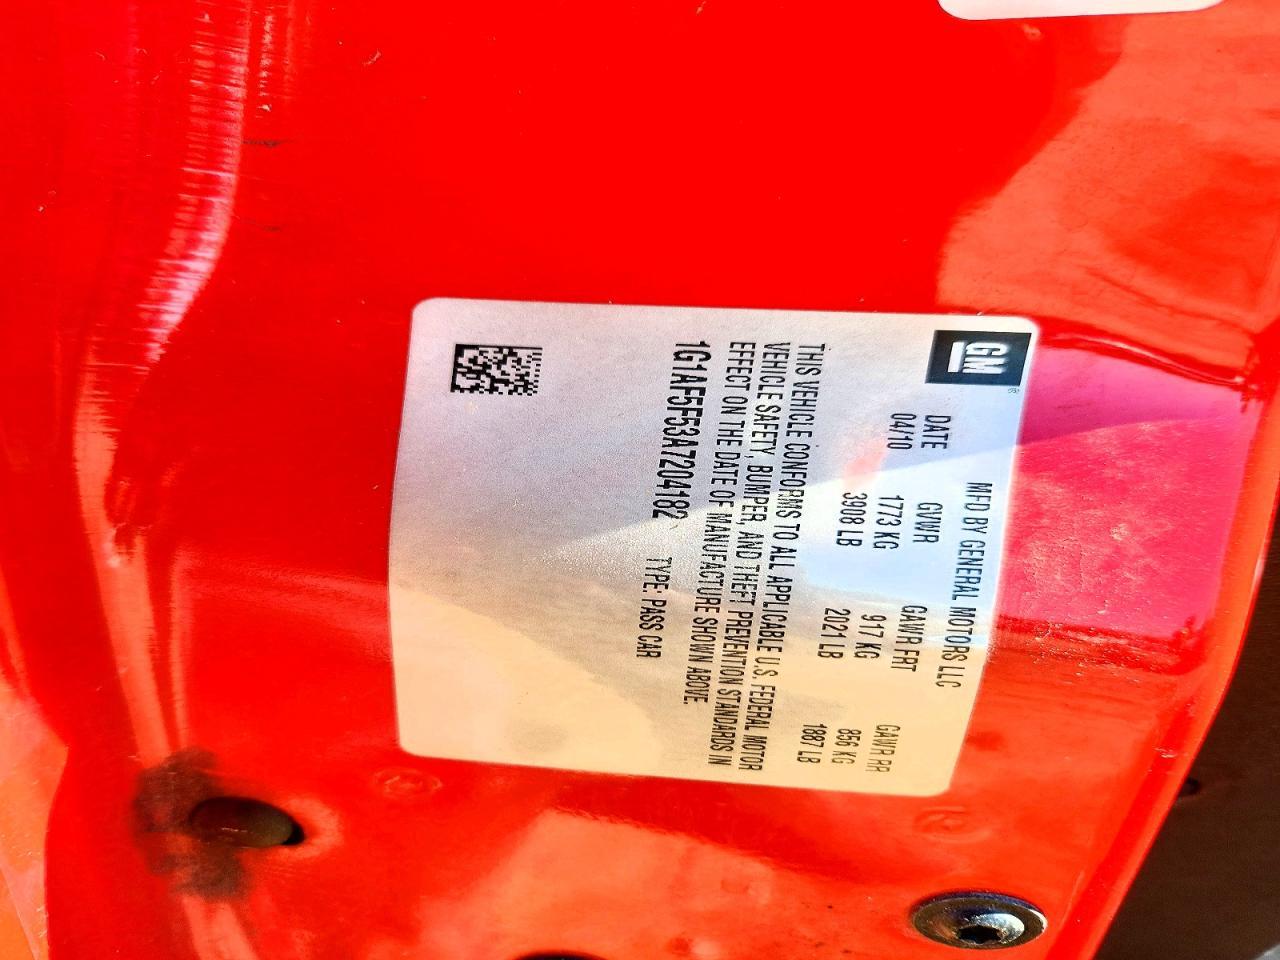 GM
MFD BY GENERAL MOTORS LLC
DATE GVWR GAWR FRT GAWR RR
04/10 1773 KG 917 KG 856 KG
3908 LB 2021 LB 1887 LB
THIS VEHICLE CONFORMS TO ALL APPLICABLE U.S. FEDERAL MOTOR
VEHICLE SAFETY, BUMPER, AND THEFT PREVENTION STANDARDS IN
EFFECT ON THE DATE OF MANUFACTURE SHOWN ABOVE.
1G1AF5F53A7204182 TYPE: PASS CAR